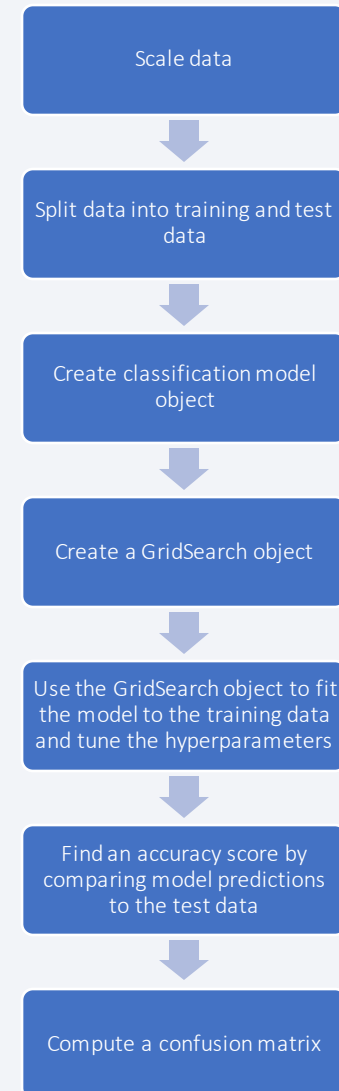 Scale data
Split data into training and test
data
Create classification model
object
Create a GridSearch object
Use the GridSearch object to fit
the model to the training data
and tune the hyperparameters
Find an accuracy score by
comparing model predictions
to the test data
Compute a confusion matrix